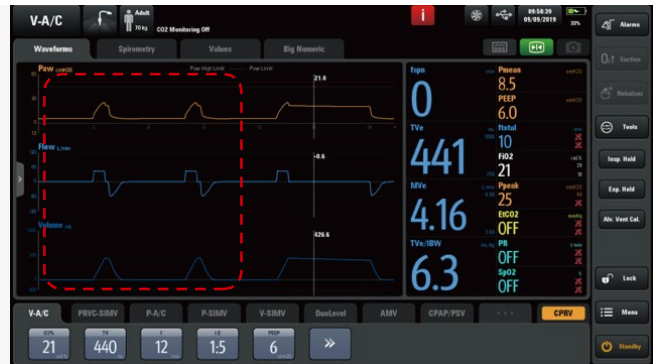 V-A/C
Adult
70 kg
CO2 Monitoring Off
i
09:58:39
09/09/2019
Alarms
Waveforms
Spirometry
Values
Big Numeric
Suction
Nebulizer
Tools
Insp. Hold
Exp. Hold
Alv. Vent Cal.
Lock
Menu
Standby
Paw cmH2O
Paw High Limit
Paw Limit
21.8
Flow L/min
-0.6
Volume mL
426.6
fspn
0
Pmean
8.5
PEEP
6.0
TVe
441
ftotal
10
FiO2
21
MVe
4.16
Ppeak
25
EtCO2
OFF
TVe/IBW
6.3
PR
OFF
SpO2
OFF
V-A/C
PRVC-SIMV
P-A/C
P-SIMV
V-SIMV
DuoLevel
AMV
CPAP/PSV
CPRV
O2%
21
TV
440
f
12
I:E
1:5
PEEP
6